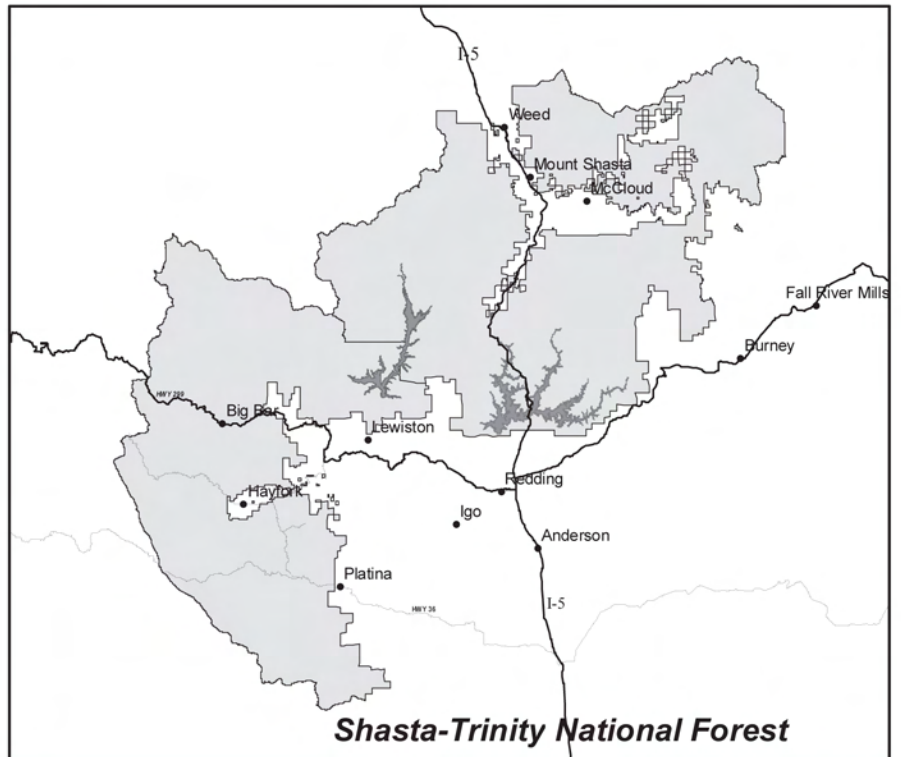 I-5
Weed
Mount Shasta
McCloud
Fall River Mills
Burney
HWY 299
Big Bar
Lewiston
Redding
Hayfork
Igo
Anderson
Platina
I-5
HWY 36
Shasta-Trinity National Forest